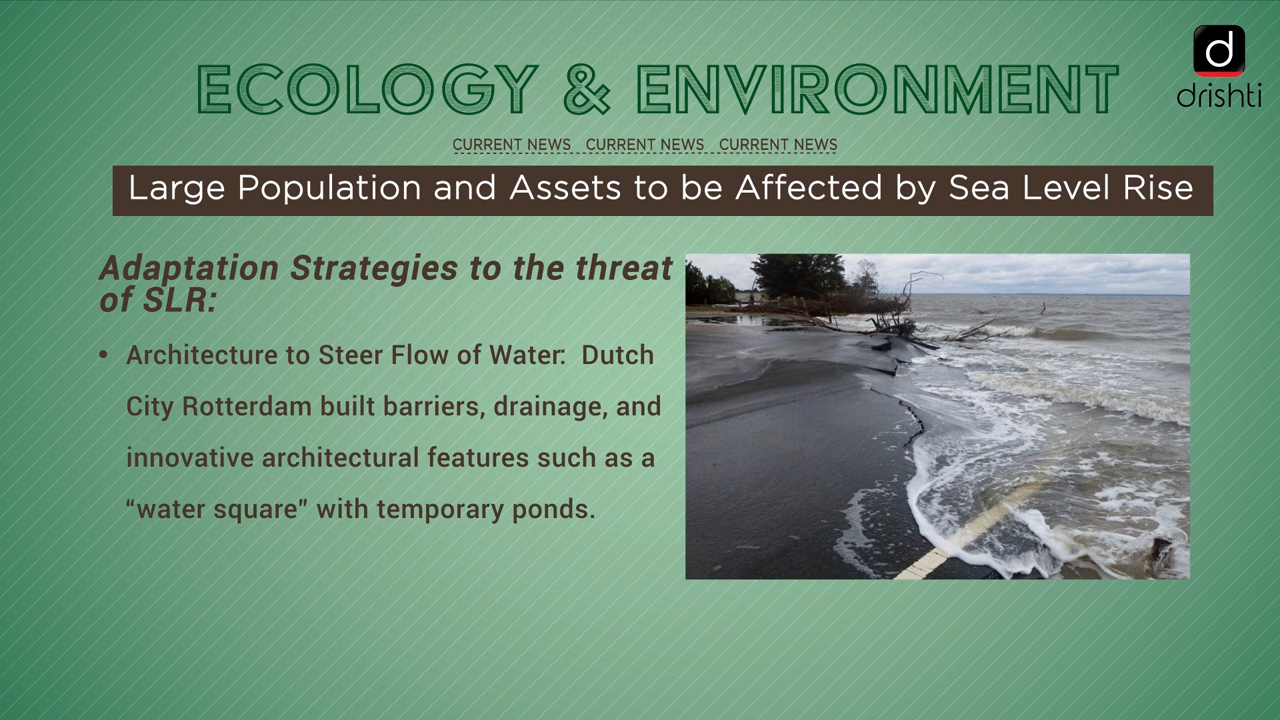 d
drishti
ECOLOGY & ENVIRONMENT
CURRENT NEWS CURRENT NEWS CURRENT NEWS
Large Population and Assets to be Affected by Sea Level Rise
Adaptation Strategies to the threat
of SLR:
• Architecture to Steer Flow of Water: Dutch
City Rotterdam built barriers, drainage, and
innovative architectural features such as a
“water square” with temporary ponds.